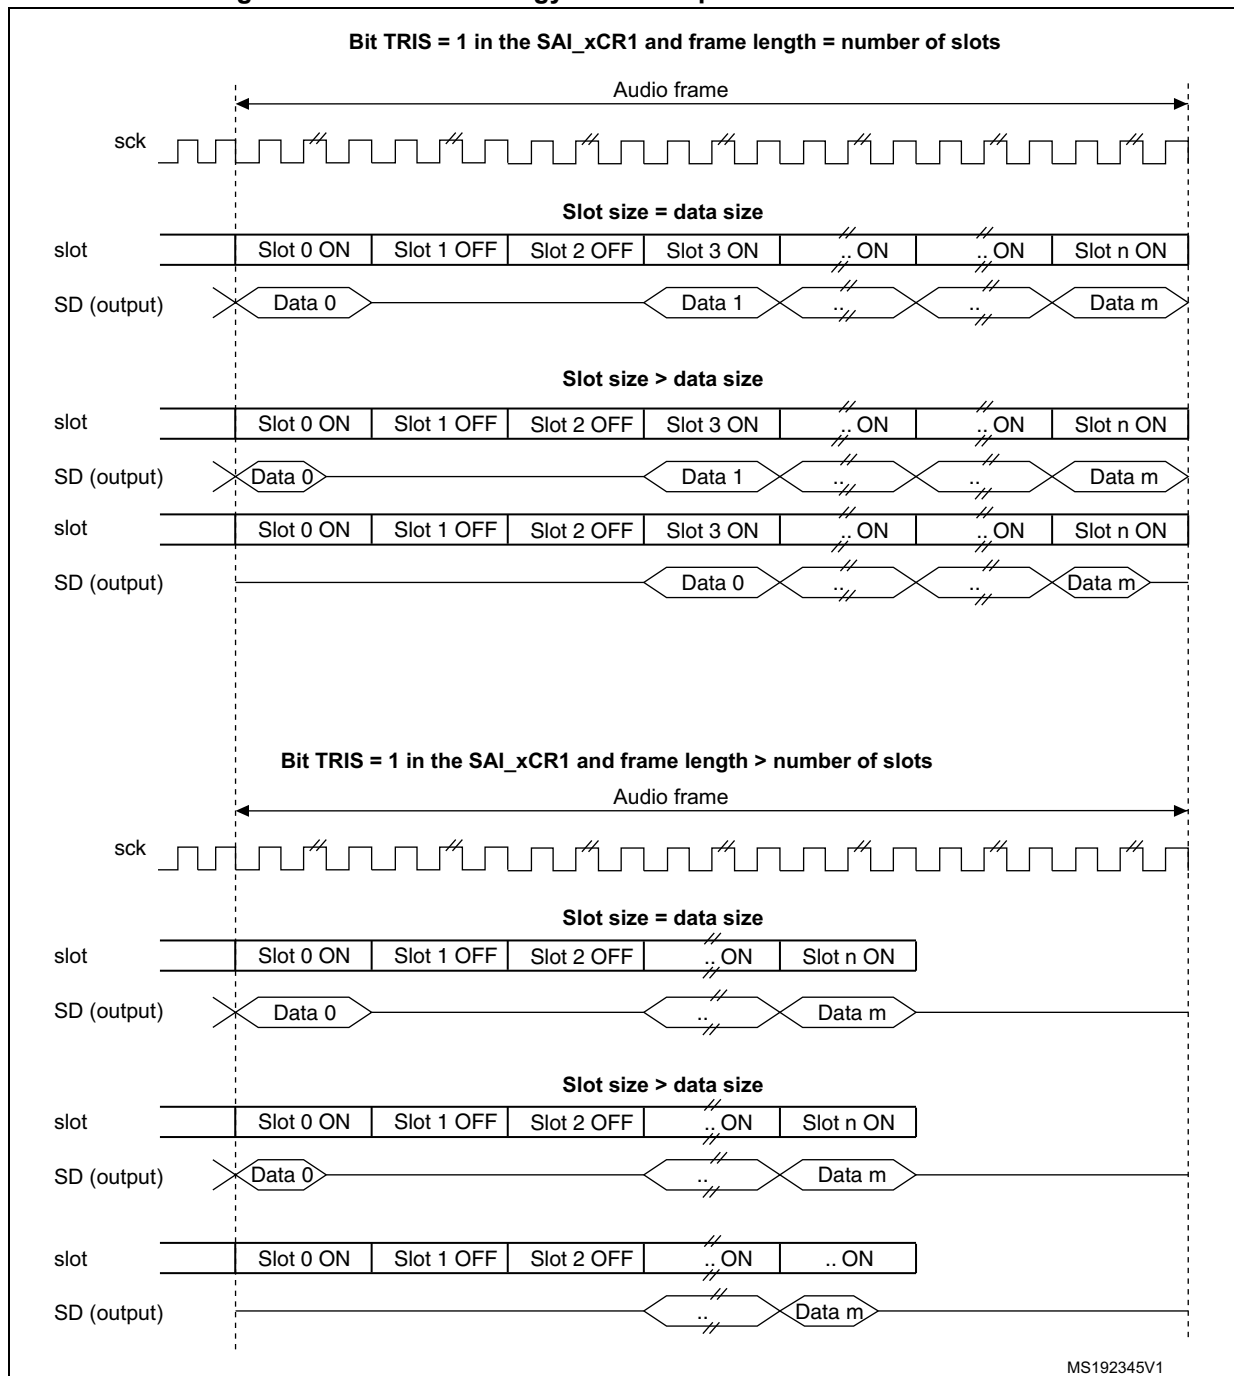 Bit TRIS = 1 in the SAI_xCR1 and frame length = number of slots
Audio frame
sck
Slot size = data size
slot Slot 0 ON Slot 1 OFF Slot 2 OFF Slot 3 ON .. ON .. ON Slot n ON
SD (output) Data 0 Data 1 .. .. Data m
Slot size > data size
slot Slot 0 ON Slot 1 OFF Slot 2 OFF Slot 3 ON .. ON .. ON Slot n ON
SD (output) Data 0 Data 1 .. .. Data m
slot Slot 0 ON Slot 1 OFF Slot 2 OFF Slot 3 ON .. ON .. ON Slot n ON
SD (output) Data 0 .. .. Data m
Bit TRIS = 1 in the SAI_xCR1 and frame length > number of slots
Audio frame
sck
Slot size = data size
slot Slot 0 ON Slot 1 OFF Slot 2 OFF .. ON Slot n ON
SD (output) Data 0 .. Data m
Slot size > data size
slot Slot 0 ON Slot 1 OFF Slot 2 OFF .. ON Slot n ON
SD (output) Data 0 .. Data m
slot Slot 0 ON Slot 1 OFF Slot 2 OFF .. ON .. ON
SD (output) .. Data m
MS192345V1